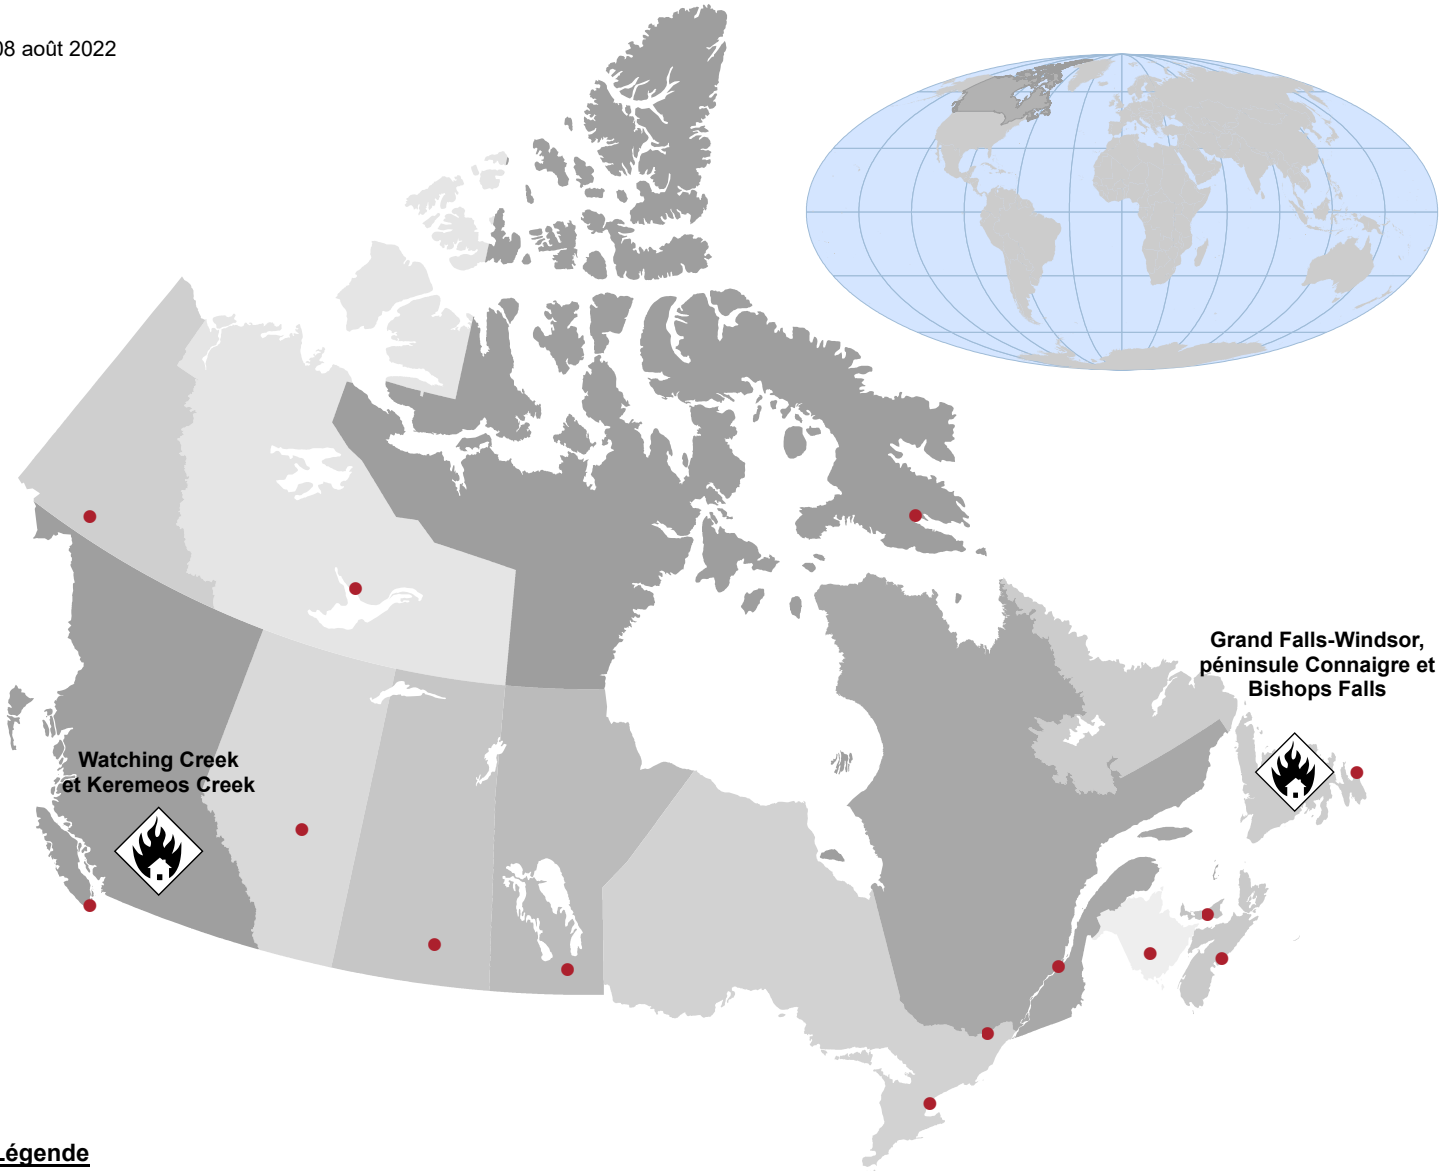 08 août 2022
Grand Falls-Windsor,
péninsule Connaigre et
Bishops Falls
Watching Creek
et Keremeos Creek
Légende